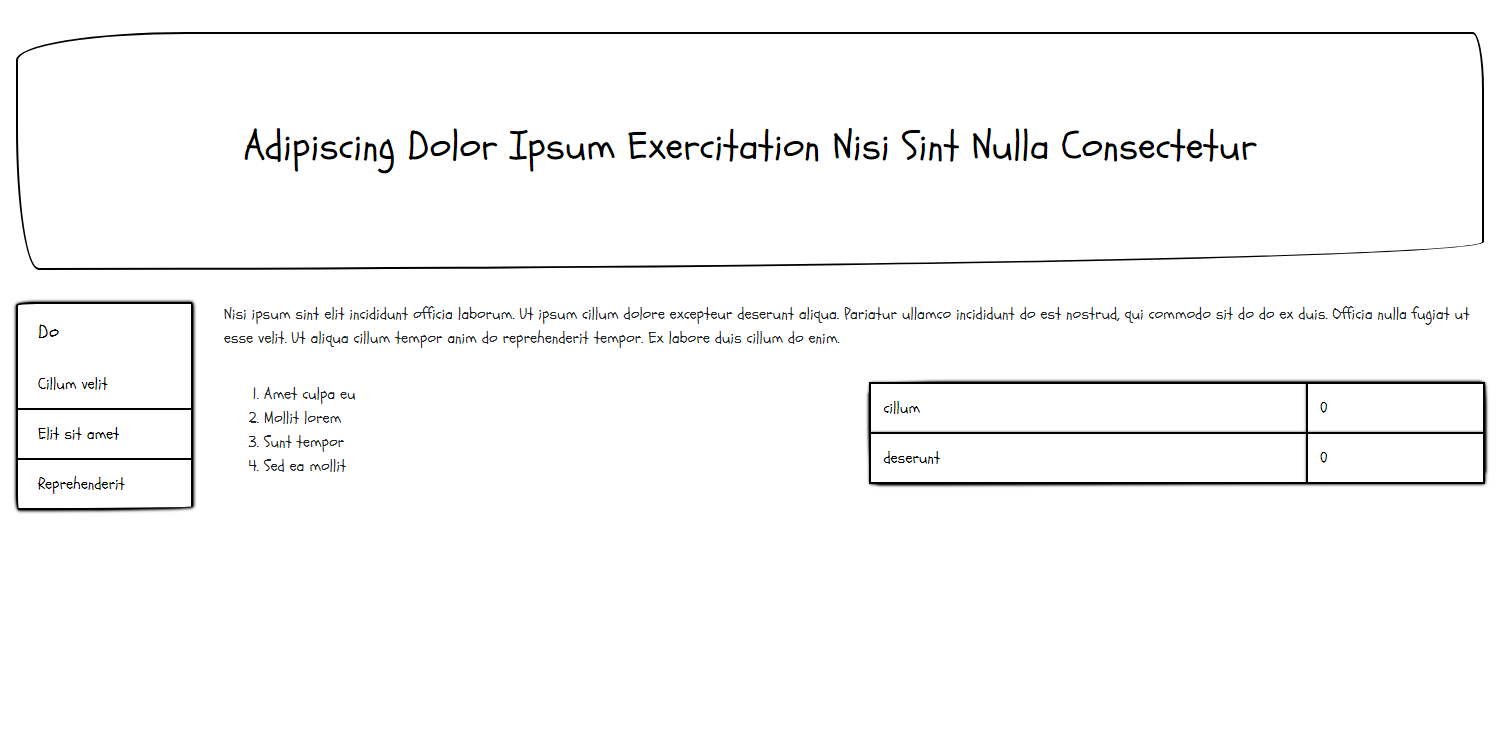 Adipiscing Dolor Ipsum Exercitation Nisi Sint Nulla Consectetur
Do
Cillum velit
Elit sit amet
Reprehenderit
Nisi ipsum sint elit incididunt officia laborum. Ut ipsum cillum dolore excepteur deserunt aliqua. Pariatur ullamco incididunt do est nostrud, qui commodo sit do do ex duis. Officia nulla fugiat ut
esse velit. Ut aliqua cillum tempor anim do reprehenderit tempor. Ex labore duis cillum do enim.
1. Amet culpa eu
2. Mollit lorem
3. Sunt tempor
4. Sed ea mollit
cillum 0
deserunt 0